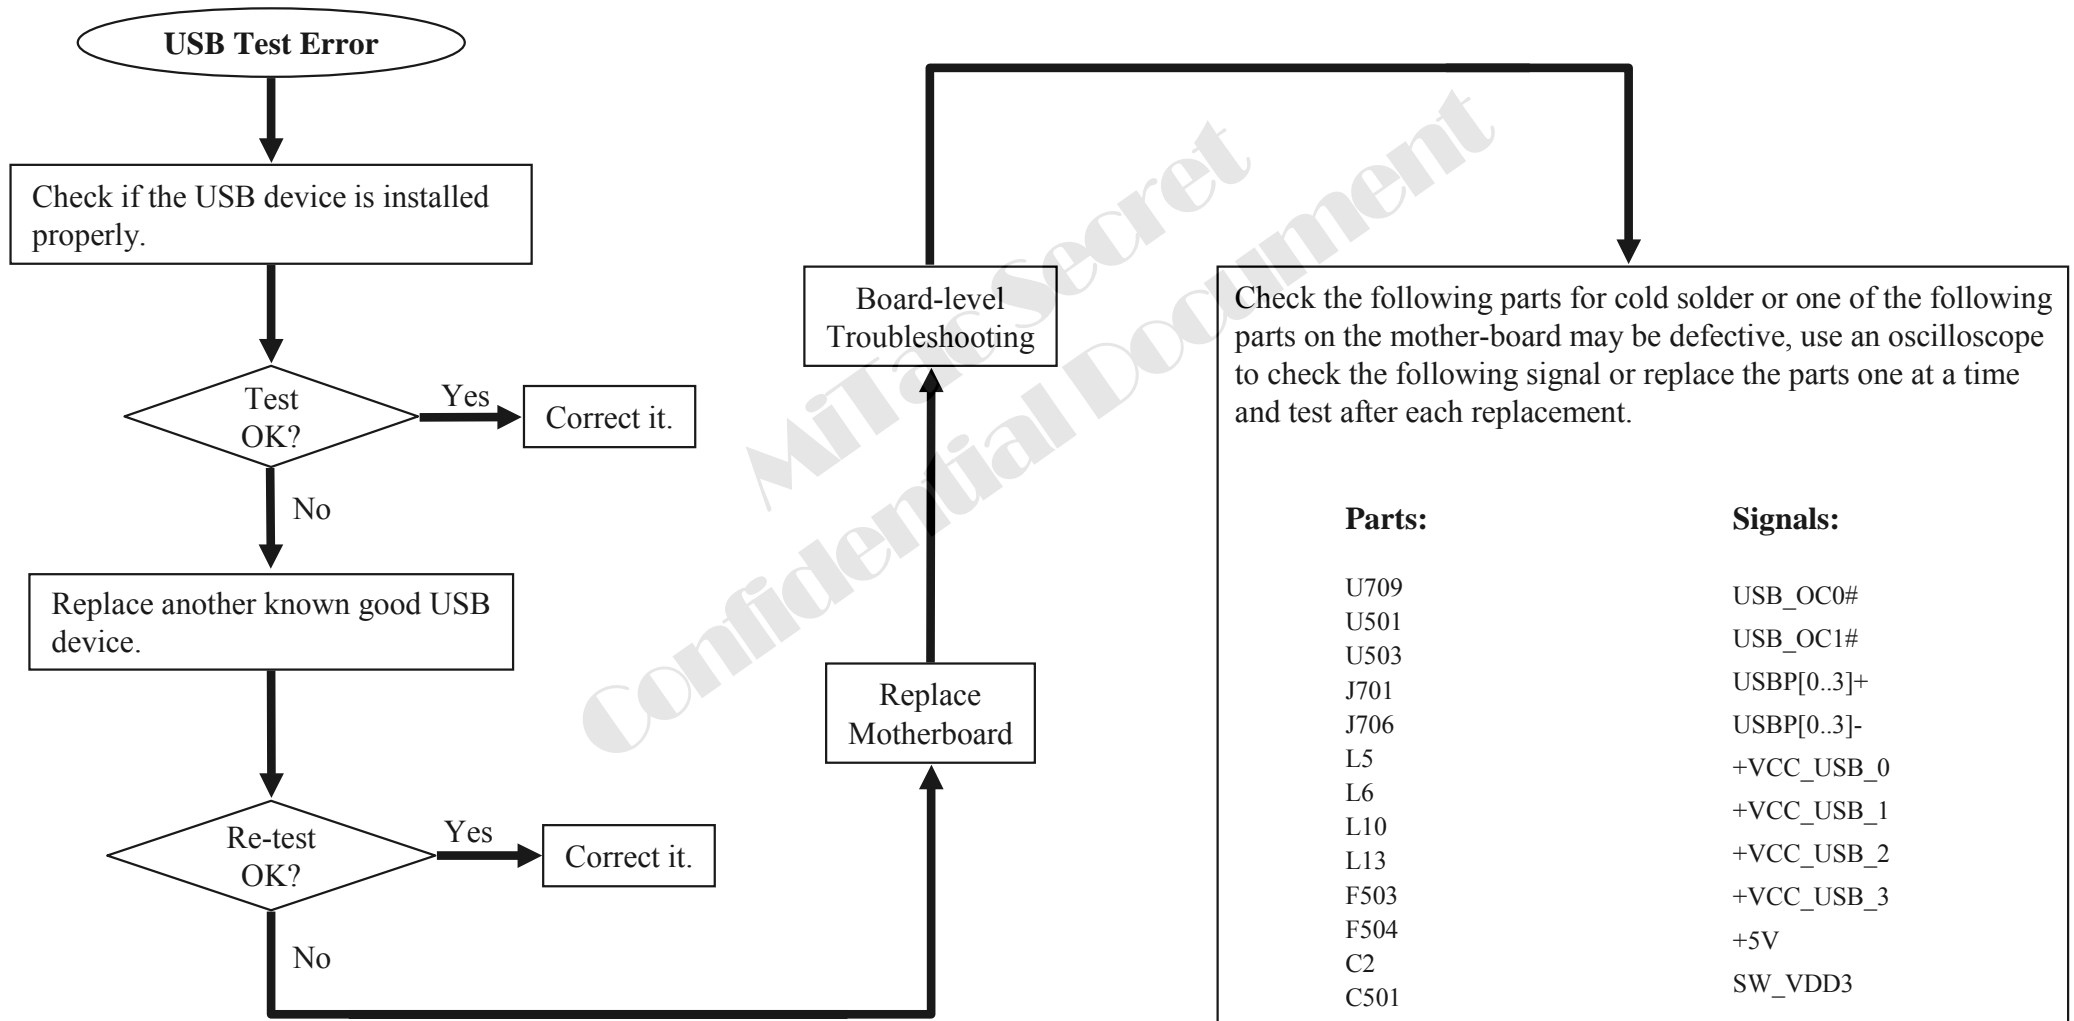 USB Test Error
Check if the USB device is installed
properly.
Test
OK?
Yes
Correct it.
No
Replace another known good USB
device.
Re-test
OK?
Yes
Correct it.
No
Replace
Motherboard
Board-level
Troubleshooting
Check the following parts for cold solder or one of the following
parts on the mother-board may be defective, use an oscilloscope
to check the following signal or replace the parts one at a time
and test after each replacement.
Parts:
U709
U501
U503
J701
J706
L5
L6
L10
L13
F503
F504
C2
C501
Signals:
USB_OC0#
USB_OC1#
USBP[0..3]+
USBP[0..3]-
+VCC_USB_0
+VCC_USB_1
+VCC_USB_2
+VCC_USB_3
+5V
SW_VDD3
MiTac Secret
Confidential Document